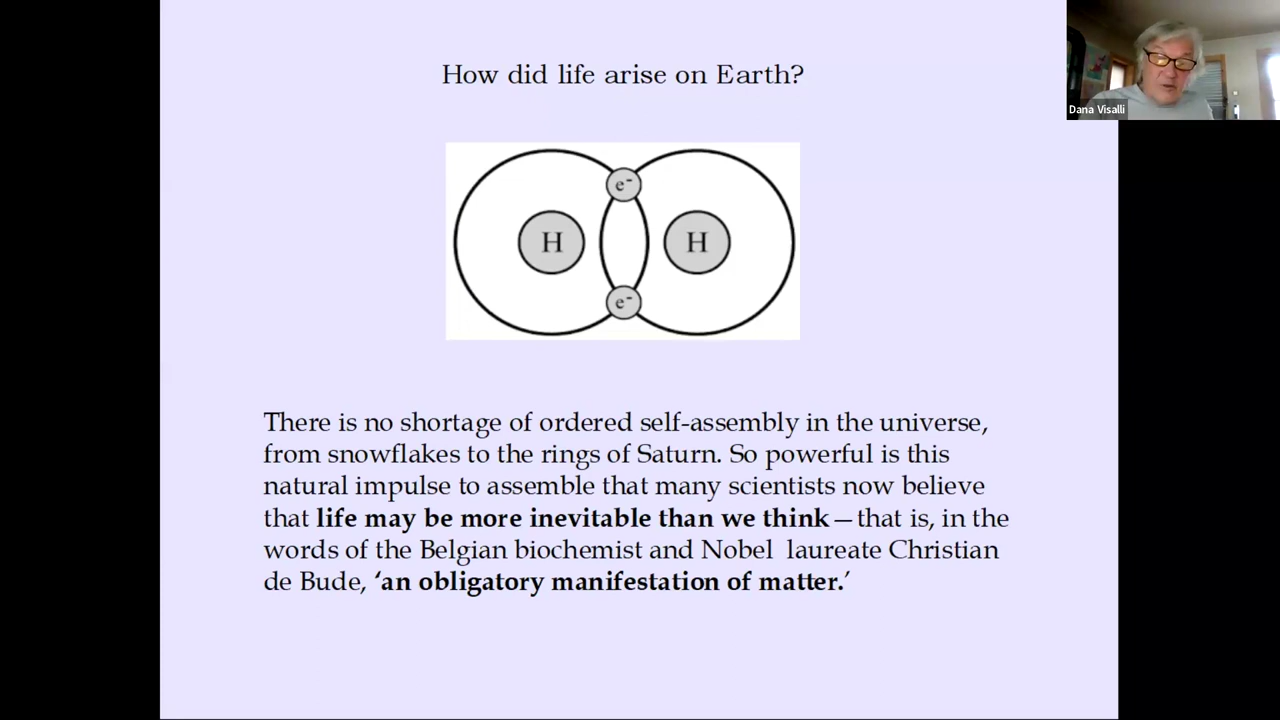 How did life arise on Earth?
Dana Visalli
e⁻
H H
e⁻
There is no shortage of ordered self-assembly in the universe,
from snowflakes to the rings of Saturn. So powerful is this
natural impulse to assemble that many scientists now believe
that life may be more inevitable than we think—that is, in the
words of the Belgian biochemist and Nobel laureate Christian
de Bude, ‘an obligatory manifestation of matter.’